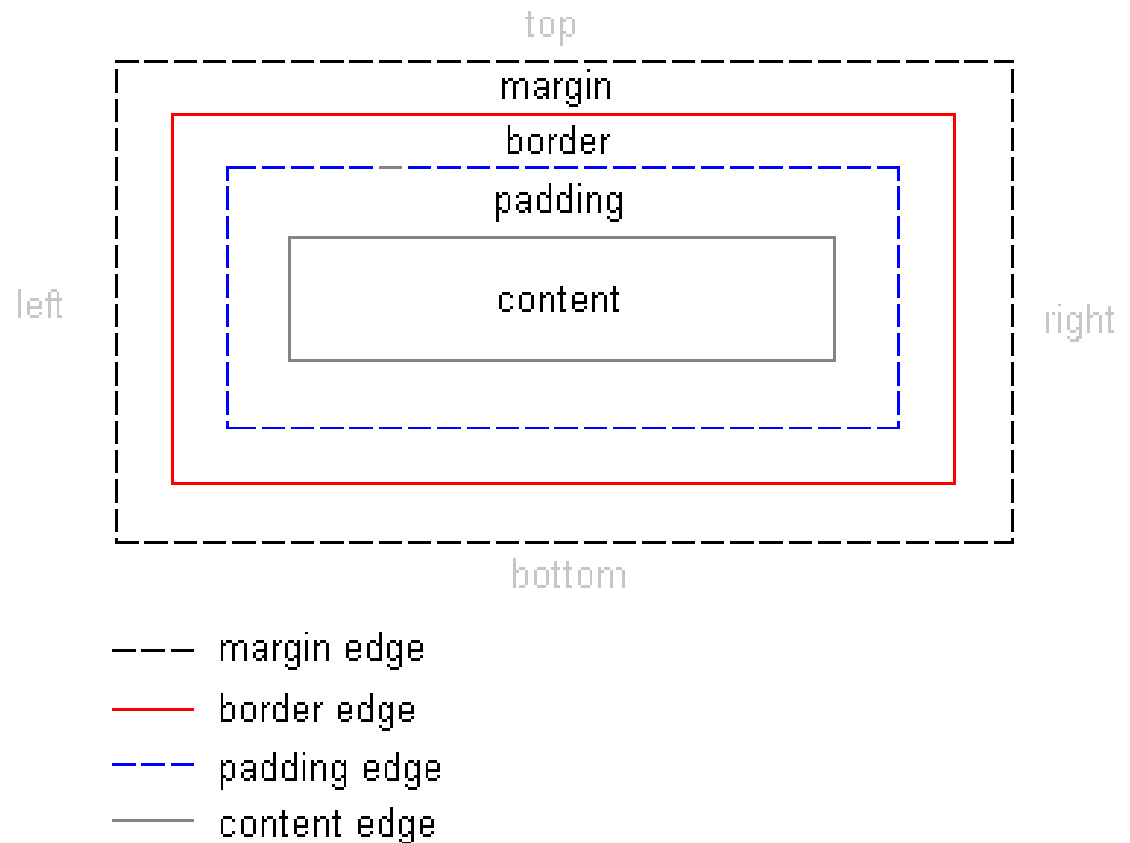 top
margin
border
padding
content
left
right
bottom
margin edge
border edge
padding edge
content edge